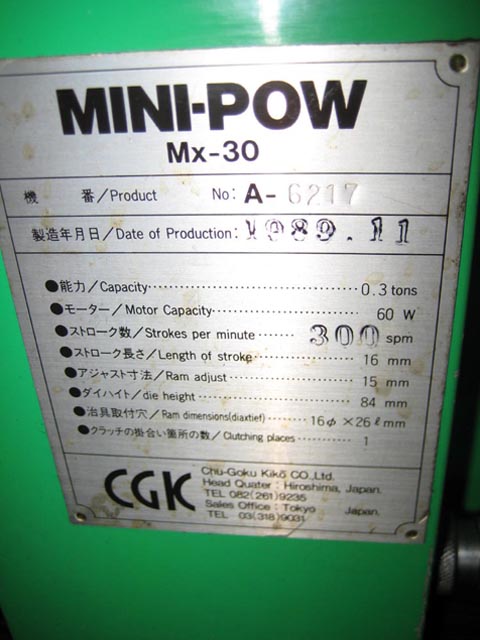 MINI-POW
Mx-30
機 番/Product No: A-6217
製造年月日/Date of Production: 1989.11
●能力/Capacity 0.3 tons
●モーター/Motor Capacity 60 W
●ストローク数/Strokes per minute 300 spm
●ストローク長さ/Length of stroke 16 mm
●アジャスト寸法/Ram adjust 15 mm
●ダイハイト/die height 84 mm
●治具取付穴/Ram dimensions(diaxtief) 16φ×26ℓmm
●クラッチの掛合い箇所の数/Clutching places 1
CGK
Chu-Goku Kikō CO.,Ltd.
Head Quater: Hiroshima, Japan.
TEL 082(261)9235
Sales Office: Tokyo Japan.
TEL 03(318)9031